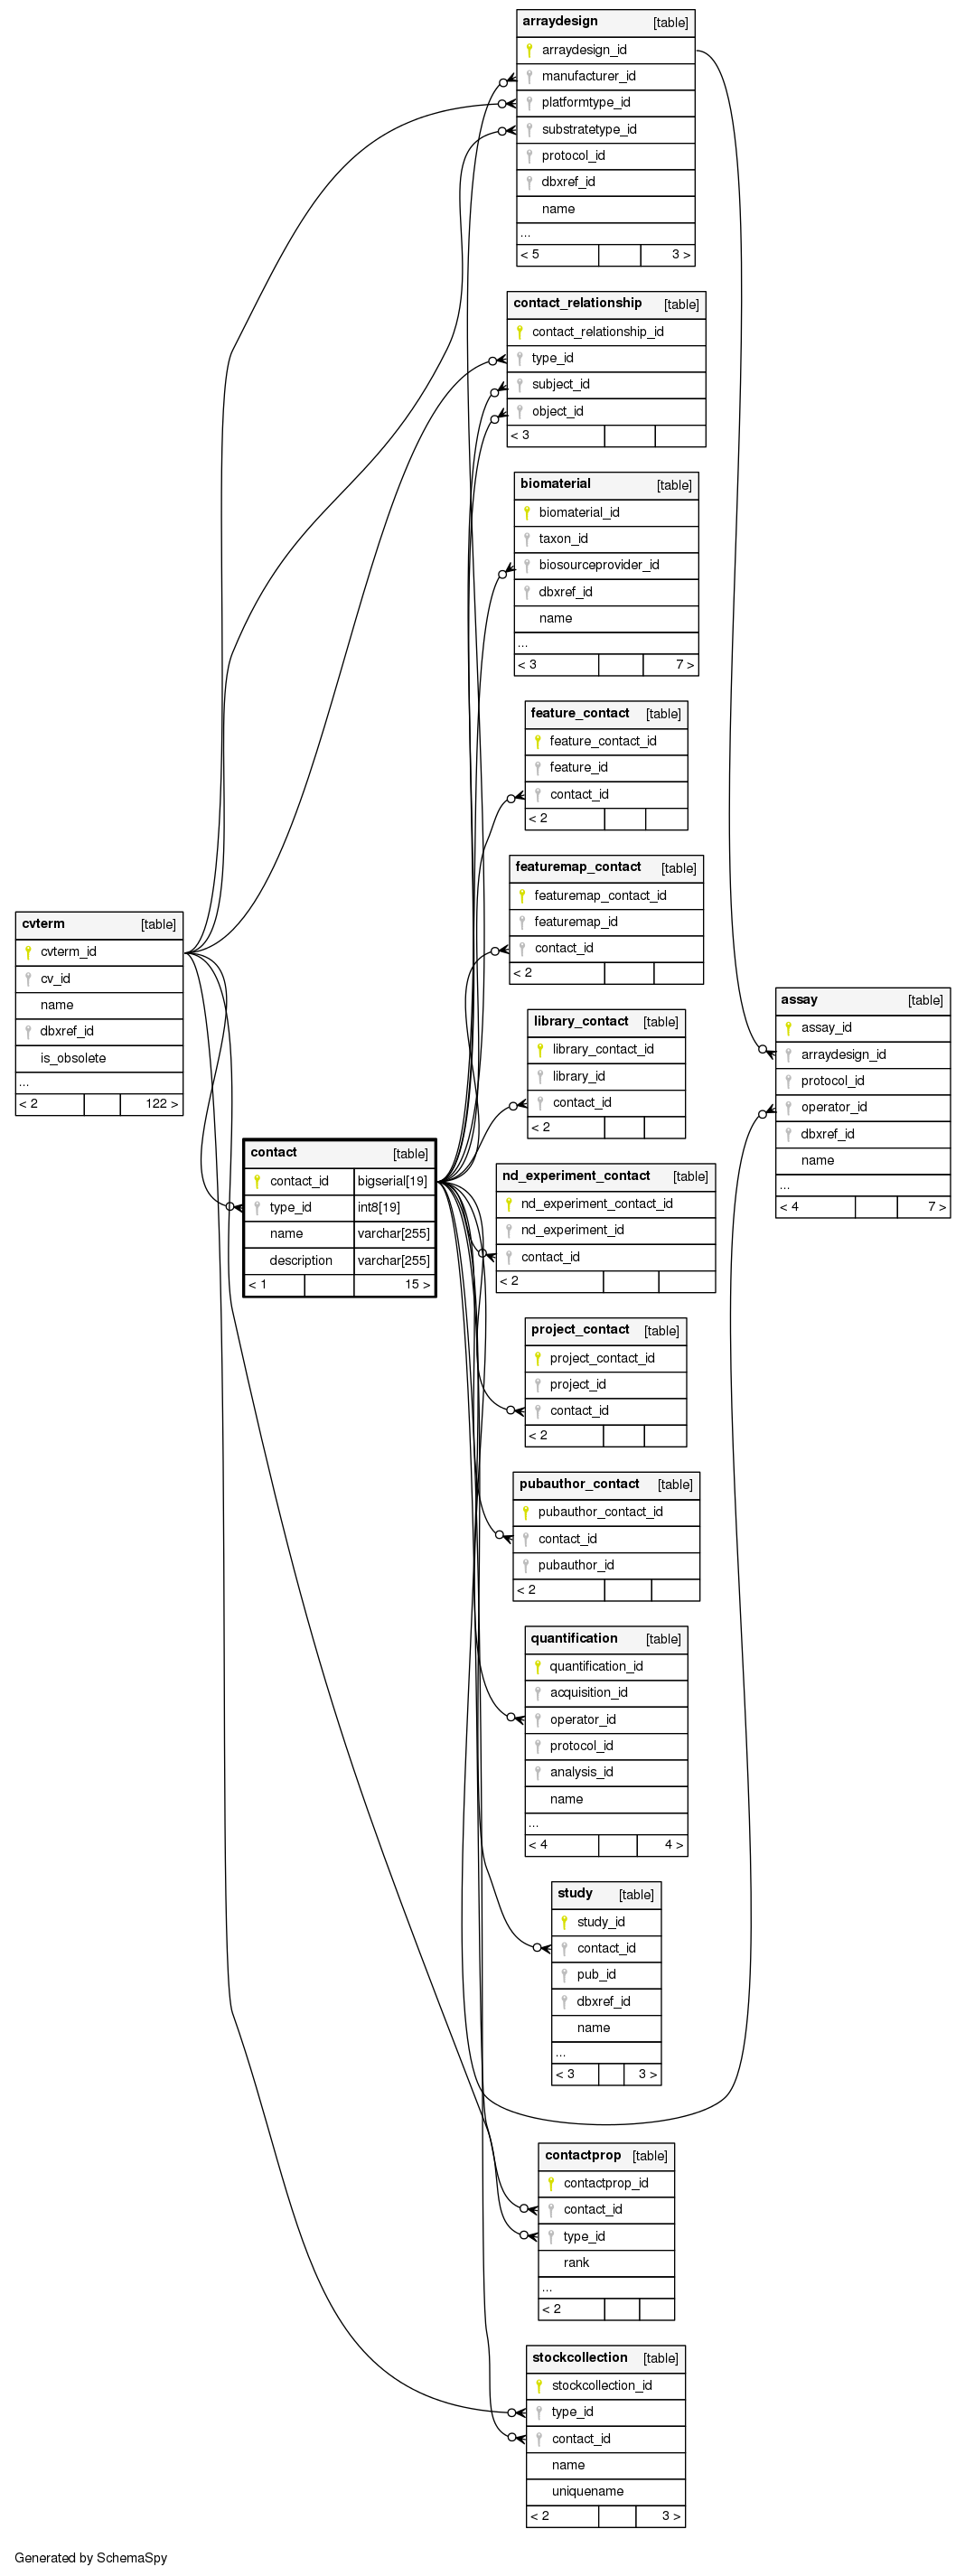 arraydesign [table]
arraydesign_id
manufacturer_id
platformtype_id
substratetype_id
protocol_id
dbxref_id
name
...
< 5 3 >
contact_relationship [table]
contact_relationship_id
type_id
subject_id
object_id
< 3
biomaterial [table]
biomaterial_id
taxon_id
biosourceprovider_id
dbxref_id
name
...
< 3 7 >
feature_contact [table]
feature_contact_id
feature_id
contact_id
< 2
featuremap_contact [table]
featuremap_contact_id
featuremap_id
contact_id
< 2
cvterm [table]
cvterm_id
cv_id
name
dbxref_id
is_obsolete
...
< 2 122 >
assay [table]
assay_id
arraydesign_id
protocol_id
operator_id
dbxref_id
name
...
< 4 7 >
library_contact [table]
library_contact_id
library_id
contact_id
< 2
contact [table]
contact_id bigserial[19]
type_id int8[19]
name varchar[255]
description varchar[255]
< 1 15 >
nd_experiment_contact [table]
nd_experiment_contact_id
nd_experiment_id
contact_id
< 2
project_contact [table]
project_contact_id
project_id
contact_id
< 2
pubauthor_contact [table]
pubauthor_contact_id
contact_id
pubauthor_id
< 2
quantification [table]
quantification_id
acquisition_id
operator_id
protocol_id
analysis_id
name
...
< 4 4 >
study [table]
study_id
contact_id
pub_id
dbxref_id
name
...
< 3 3 >
contactprop [table]
contactprop_id
contact_id
type_id
rank
...
< 2
stockcollection [table]
stockcollection_id
type_id
contact_id
name
uniquename
< 2 3 >
Generated by SchemaSpy